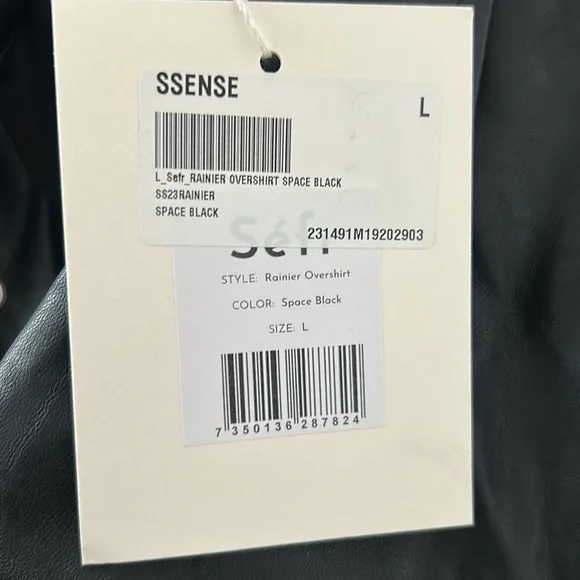 SSENSE
L
L_Séfr_RAINIER OVERSHIRT SPACE BLACK
SS23RAINIER
SPACE BLACK
231491M19202903
Séfr
STYLE: Rainier Overshirt
COLOR: Space Black
SIZE: L
7 350136 287824